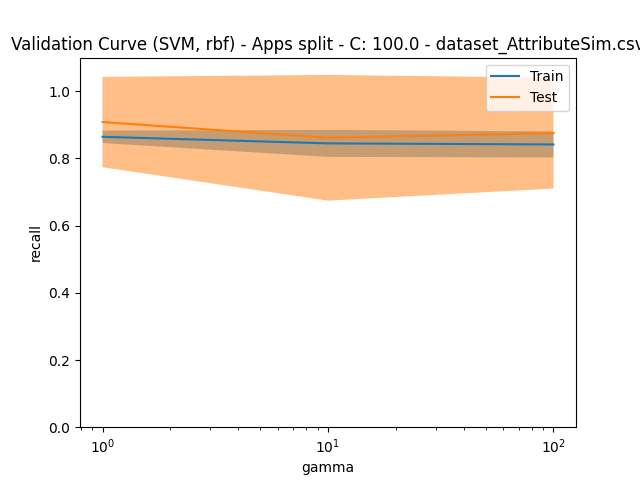 Validation Curve (SVM, rbf) - Apps split - C: 100.0 - dataset_AttributeSim.csv
Train
Test
1.0
0.8
0.6
0.4
0.2
0.0
recall
10⁰
10¹
10²
gamma